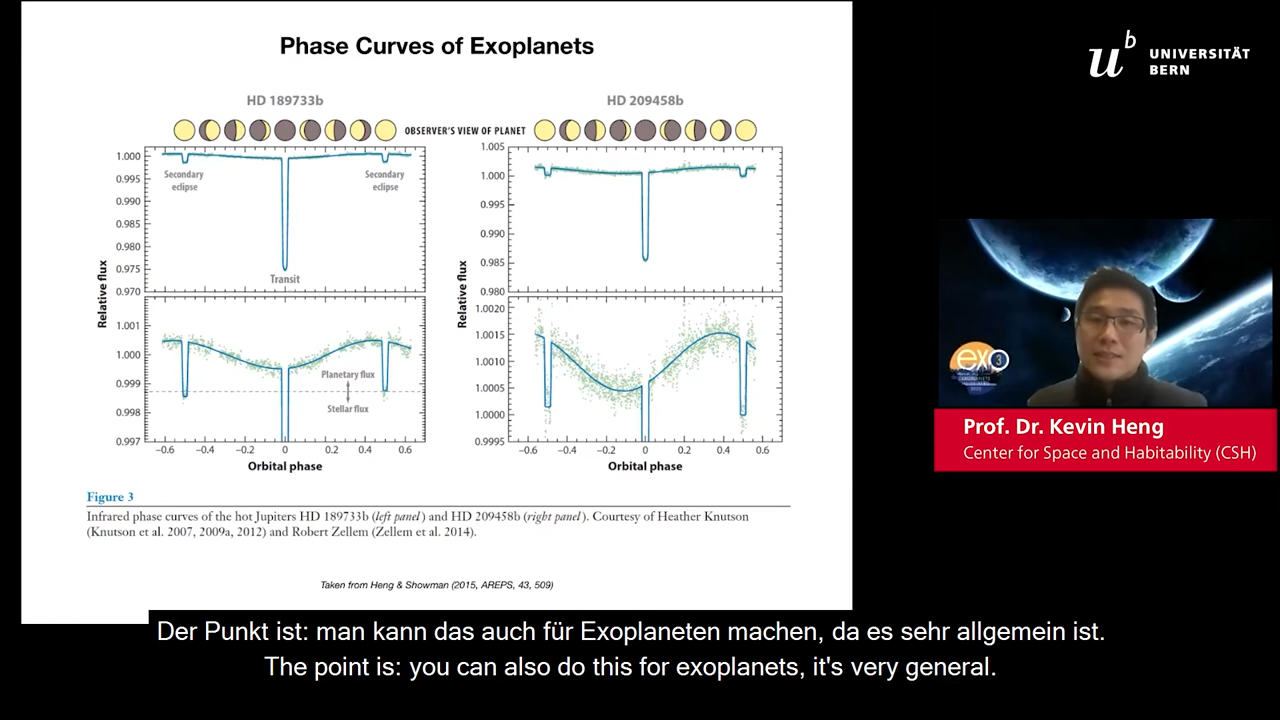 Phase Curves of Exoplanets
HD 189733b
HD 209458b
OBSERVER'S VIEW OF PLANET
1.000
0.995
0.990
0.985
0.980
0.975
0.970
Secondary
eclipse
Secondary
eclipse
Transit
Relative flux
1.001
1.000
0.999
0.998
0.997
Planetary flux
Stellar flux
−0.6 −0.4 −0.2 0 0.2 0.4 0.6
Orbital phase
1.005
1.000
0.995
0.990
0.985
0.980
Relative flux
1.0020
1.0015
1.0010
1.0005
1.0000
0.9995
−0.6 −0.4 −0.2 0 0.2 0.4 0.6
Orbital phase
Figure 3
Infrared phase curves of the hot Jupiters HD 189733b (left panel) and HD 209458b (right panel). Courtesy of Heather Knutson
(Knutson et al. 2007, 2009a, 2012) and Robert Zellem (Zellem et al. 2014).
Taken from Heng & Showman (2015, AREPS, 43, 509)
u b
UNIVERSITÄT
BERN
exo
3
Prof. Dr. Kevin Heng
Center for Space and Habitability (CSH)
Der Punkt ist: man kann das auch für Exoplaneten machen, da es sehr allgemein ist.
The point is: you can also do this for exoplanets, it's very general.